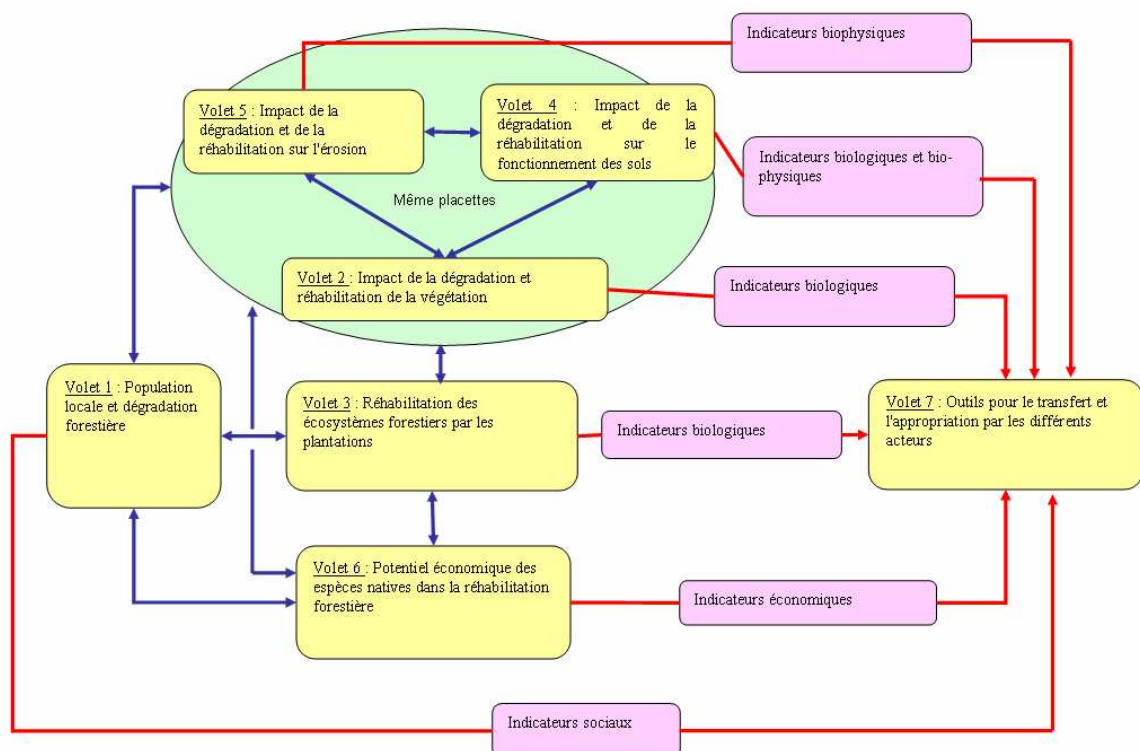 Indicateurs biophysiques
Volet 5 : Impact de la
dégradation et de la
réhabilitation sur l'érosion
Volet 4 : Impact de la
dégradation et de la
réhabilitation sur le
fonctionnement des sols
Indicateurs biologiques et bio-
physiques
Même placettes
Volet 2 : Impact de la dégradation et
réhabilitation de la végétation
Indicateurs biologiques
Volet 1 : Population
locale et dégradation
forestière
Volet 3 : Réhabilitation des
écosystèmes forestiers par les
plantations
Indicateurs biologiques
Volet 7 : Outils pour le transfert et
l'appropriation par les différents
acteurs
Volet 6 : Potentiel économique des
espèces natives dans la réhabilitation
forestière
Indicateurs économiques
Indicateurs sociaux